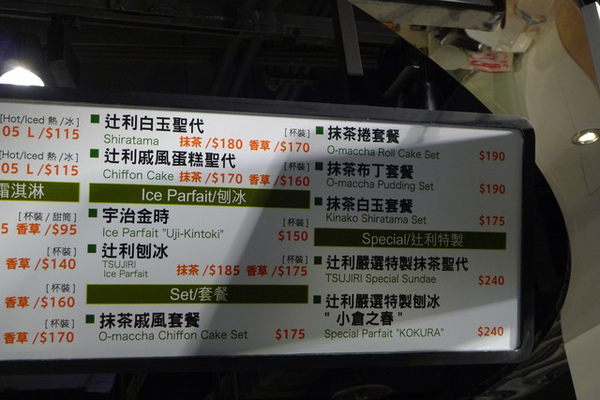 [Hot/Iced 熱/冰]
05 L/$115
[Hot/Iced 熱/冰]
05 L/$115
霜淇淋
[杯裝/甜筒]
5 香草/$95
[杯裝]
香草/$140
[杯裝]
香草/$160
[杯裝]
香草/$170
辻利白玉聖代 [杯裝]
Shiratama 抹茶/$180 香草/$170
辻利戚風蛋糕聖代 [杯裝]
Chiffon Cake 抹茶/$170 香草/$160
Ice Parfait/刨冰
宇治金時 [杯裝]
Ice Parfait "Uji-Kintoki" $150
辻利刨冰 [杯裝]
TSUJIRI
Ice Parfait 抹茶/$185 香草/$175
Set/套餐
抹茶戚風套餐
O-maccha Chiffon Cake Set $175
抹茶捲套餐
O-maccha Roll Cake Set $190
抹茶布丁套餐
O-maccha Pudding Set $190
抹茶白玉套餐
Kinako Shiratama Set $175
Special/辻利特製
辻利嚴選特製抹茶聖代
TSUJIRI Special Sundae $240
辻利嚴選特製刨冰
" 小倉之春 "
Special Parfait "KOKURA" $240